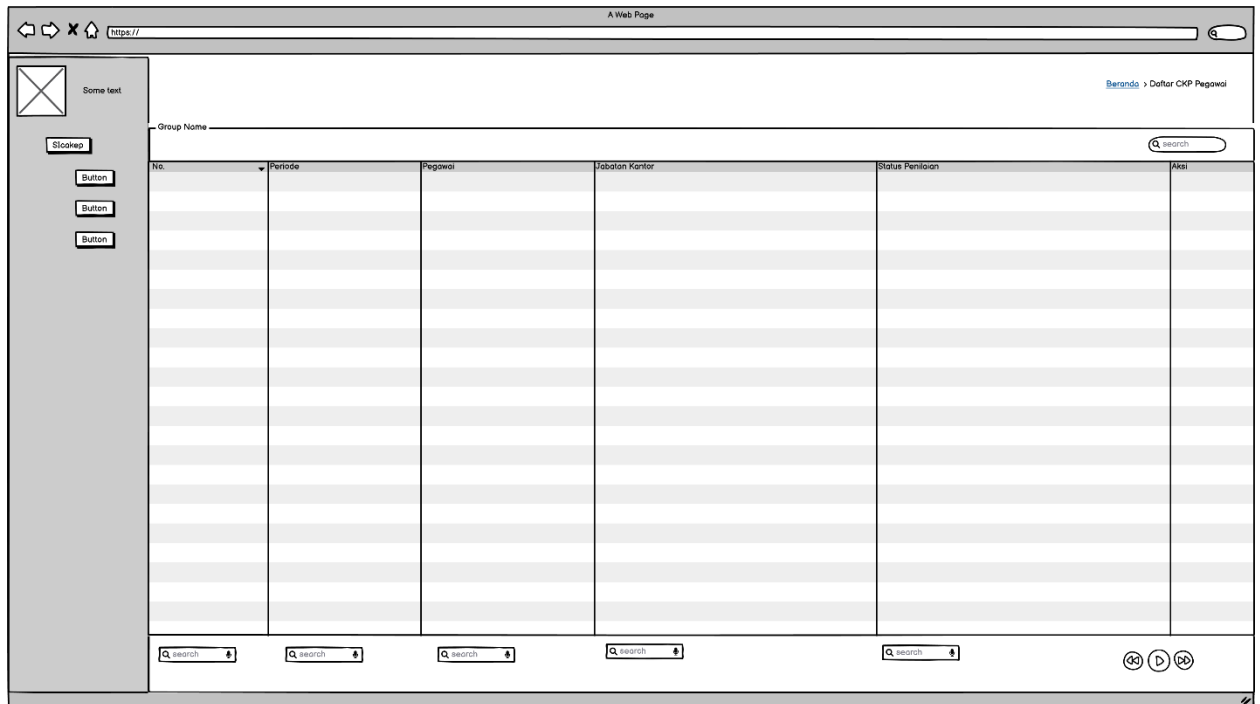 A Web Page
https://
Some text
Beranda > Daftar CKP Pegawai
Group Name
SIcakep
search
No.
Periode
Pegawai
Jabatan Kantor
Status Penilaian
Aksi
Button
Button
Button
search
search
search
search
search